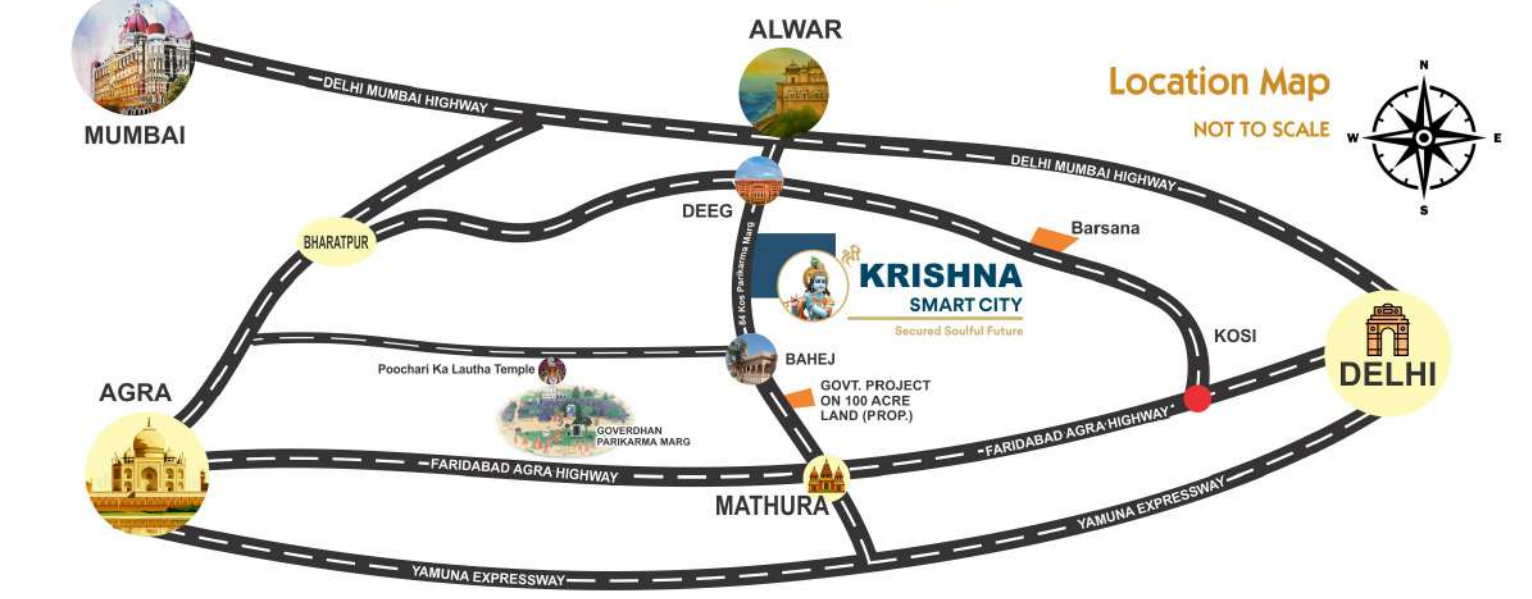 ALWAR
Location Map
NOT TO SCALE
N
W
E
S
DELHI MUMBAI HIGHWAY
MUMBAI
DELHI MUMBAI HIGHWAY
DEEG
Barsana
BHARATPUR
84 Kos Parikarma Marg
श्री
KRISHNA
SMART CITY
Secured Soulful Future
KOSI
BAHEJ
Poochari Ka Lautha Temple
DELHI
AGRA
GOVT. PROJECT
ON 100 ACRE
LAND (PROP.)
GOVERDHAN
PARIKARMA MARG
FARIDABAD AGRA HIGHWAY
FARIDABAD AGRA HIGHWAY
MATHURA
YAMUNA EXPRESSWAY
YAMUNA EXPRESSWAY